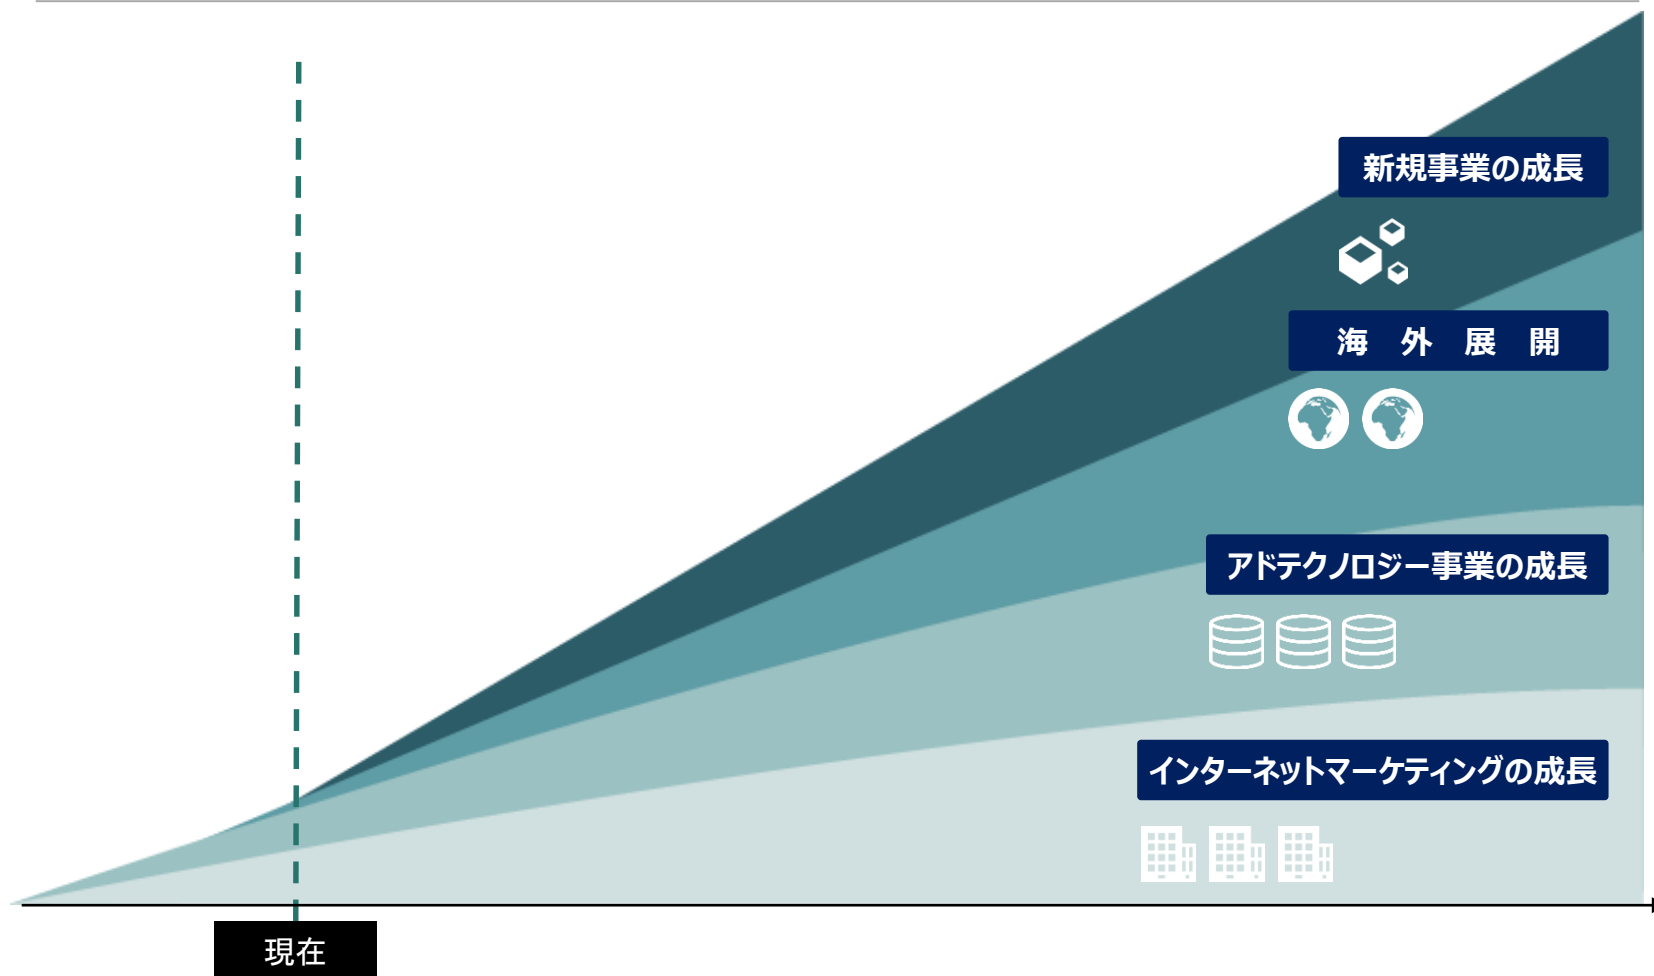 新規事業の成長
海 外 展 開
アドテクノロジー事業の成長
インターネットマーケティングの成長
現在